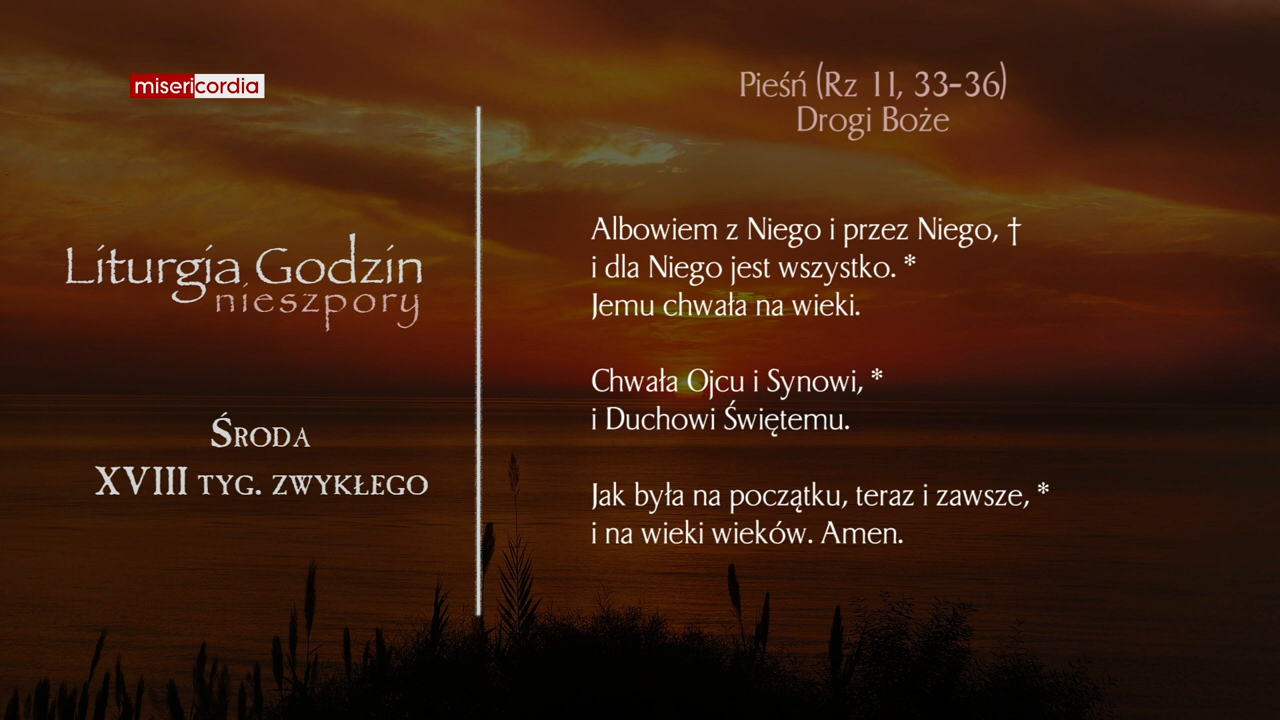 misericordia
Liturgia Godzin
nieszpory
Środa
XVIII tyg. zwykłego
Pieśń (Rz 11, 33-36)
Drogi Boże
Albowiem z Niego i przez Niego, †
i dla Niego jest wszystko. *
Jemu chwała na wieki.
Chwała Ojcu i Synowi, *
i Duchowi Świętemu.
Jak była na początku, teraz i zawsze, *
i na wieki wieków. Amen.